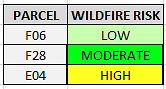 PARCEL WILDFIRE RISK
F06 LOW
F28 MODERATE
E04 HIGH